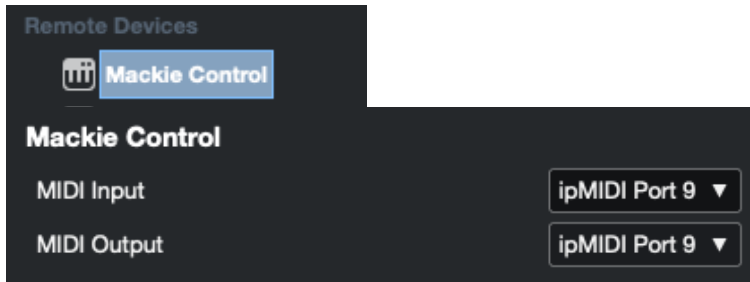 Remote Devices
Mackie Control
Mackie Control
MIDI Input ipMIDI Port 9 ▼
MIDI Output ipMIDI Port 9 ▼